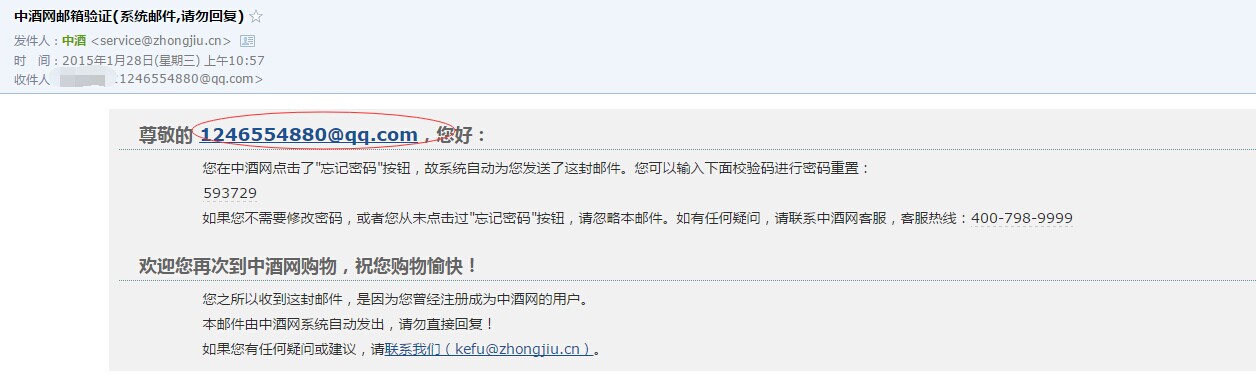 中酒网邮箱验证(系统邮件,请勿回复) ☆
发件人：中酒 <service@zhongjiu.cn>
时 间：2015年1月28日(星期三) 上午10:57
收件人 1246554880@qq.com>
尊敬的 1246554880@qq.com，您好：
您在中酒网点击了"忘记密码"按钮，故系统自动为您发送了这封邮件。您可以输入下面校验码进行密码重置：
593729
如果您不需要修改密码，或者您从未点击过"忘记密码"按钮，请您略本邮件。如有任何疑问，请联系中酒网客服，客服热线：400-798-9999
欢迎您再次到中酒网购物，祝您购物愉快！
您之所以收到这封邮件，是因为您曾经注册成为中酒网的用户。
本邮件由中酒网系统自动发出，请勿直接回复！
如果您有任何疑问或建议，请联系我们（kefu@zhongjiu.cn）。